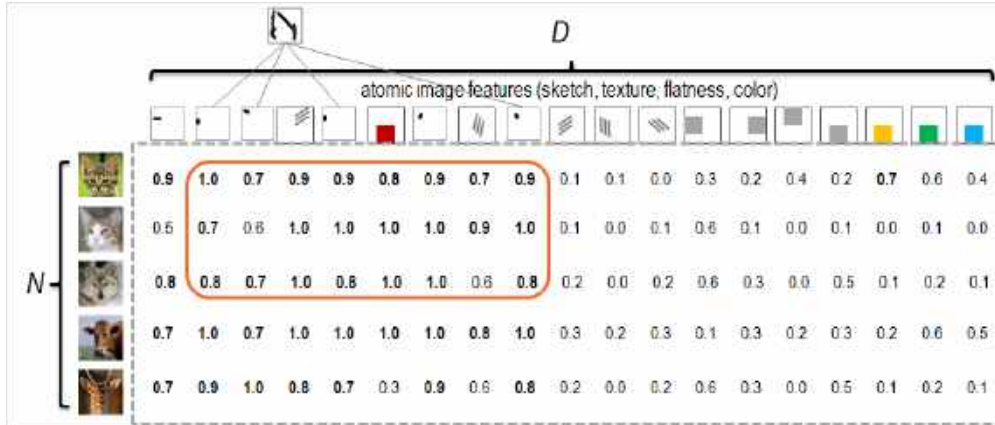 D
atomic image features (sketch, texture, flatness, color)
0.9 1.0 0.7 0.9 0.9 0.8 0.9 0.7 0.9 0.1 0.1 0.0 0.3 0.2 0.4 0.2 0.7 0.6 0.4
0.5 0.7 0.6 1.0 1.0 1.0 1.0 0.9 1.0 0.1 0.0 0.1 0.6 0.1 0.0 0.1 0.0 0.1 0.0
N 0.8 0.8 0.7 1.0 0.8 1.0 1.0 0.6 0.8 0.2 0.0 0.2 0.6 0.3 0.0 0.5 0.1 0.2 0.1
0.7 1.0 0.7 1.0 1.0 1.0 1.0 0.8 1.0 0.3 0.2 0.3 0.1 0.3 0.2 0.3 0.2 0.6 0.5
0.7 0.9 1.0 0.8 0.7 0.3 0.9 0.6 0.8 0.2 0.0 0.2 0.6 0.3 0.0 0.5 0.1 0.2 0.1